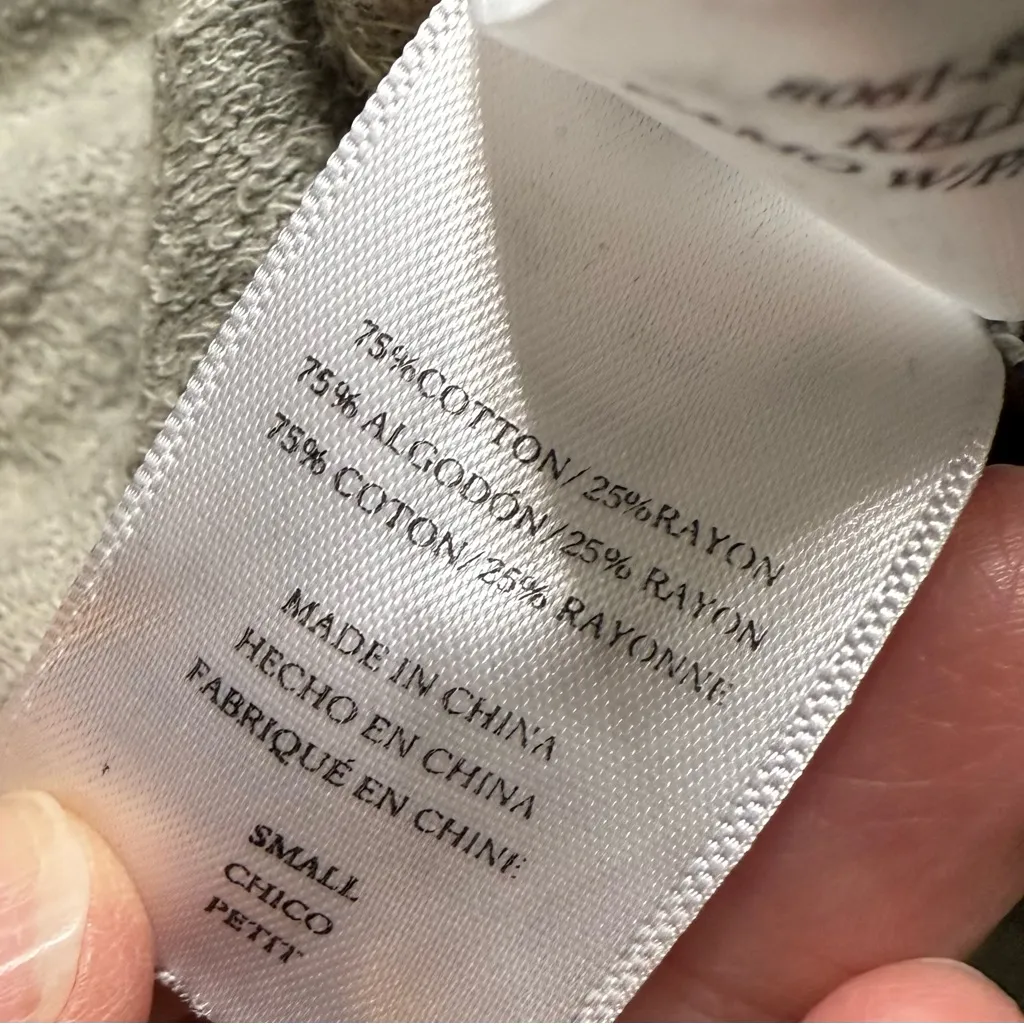 75%COTTON/25%RAYON
75% ALGODÓN/25% RAYON
75% COTON/25% RAYONNE
MADE IN CHINA
HECHO EN CHINA
FABRIQUÉ EN CHINE
SMALL
CHICO
PETIT